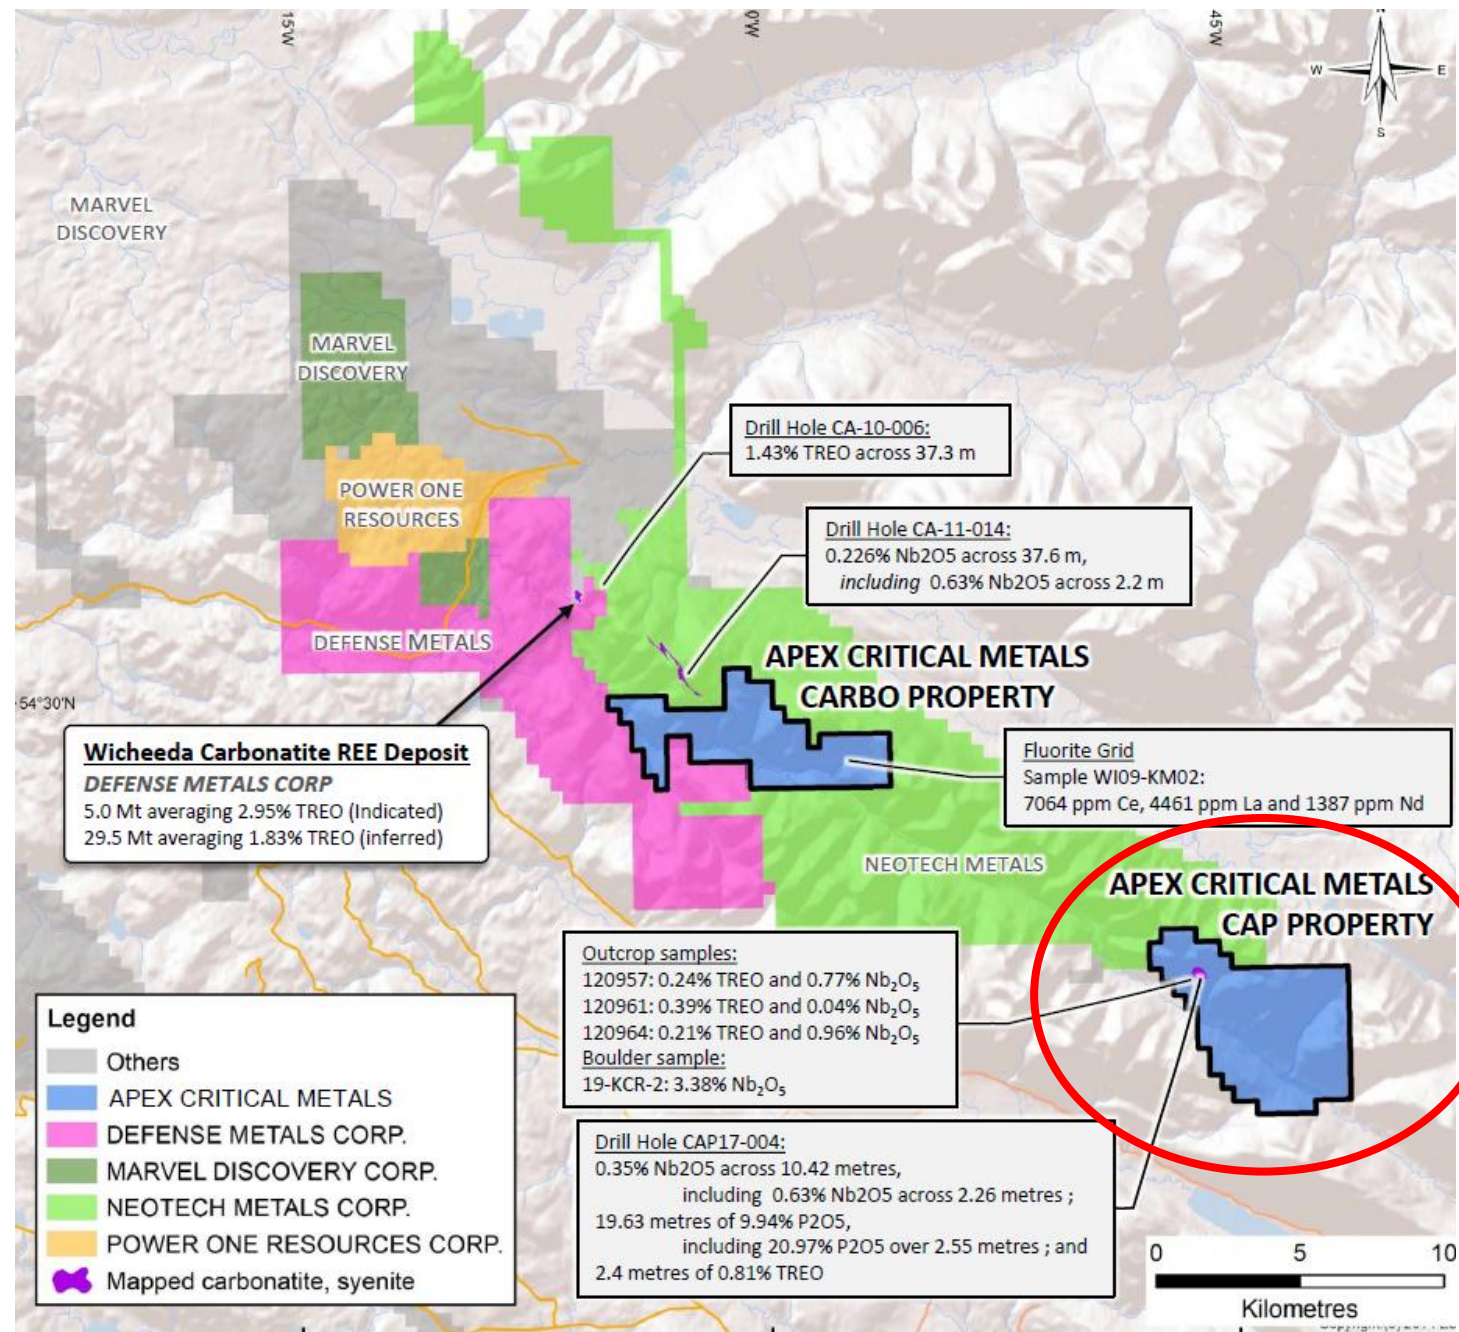 15'W
0'W
45'W
N
W
E
S
MARVEL
DISCOVERY
MARVEL
DISCOVERY
Drill Hole CA-10-006:
1.43% TREO across 37.3 m
POWER ONE
RESOURCES
Drill Hole CA-11-014:
0.226% Nb2O5 across 37.6 m,
including 0.63% Nb2O5 across 2.2 m
DEFENSE METALS
APEX CRITICAL METALS
CARBO PROPERTY
54°30'N
Wicheeda Carbonatite REE Deposit
DEFENSE METALS CORP
5.0 Mt averaging 2.95% TREO (Indicated)
29.5 Mt averaging 1.83% TREO (inferred)
Fluorite Grid
Sample WI09-KM02:
7064 ppm Ce, 4461 ppm La and 1387 ppm Nd
NEOTECH METALS
APEX CRITICAL METALS
CAP PROPERTY
Outcrop samples:
120957: 0.24% TREO and 0.77% Nb₂O₅
120961: 0.39% TREO and 0.04% Nb₂O₅
120964: 0.21% TREO and 0.96% Nb₂O₅
Boulder sample:
19-KCR-2: 3.38% Nb₂O₅
Drill Hole CAP17-004:
0.35% Nb2O5 across 10.42 metres,
including 0.63% Nb2O5 across 2.26 metres ;
19.63 metres of 9.94% P2O5,
including 20.97% P2O5 over 2.55 metres ; and
2.4 metres of 0.81% TREO
Legend
Others
APEX CRITICAL METALS
DEFENSE METALS CORP.
MARVEL DISCOVERY CORP.
NEOTECH METALS CORP.
POWER ONE RESOURCES CORP.
Mapped carbonatite, syenite
0 5 10
Kilometres